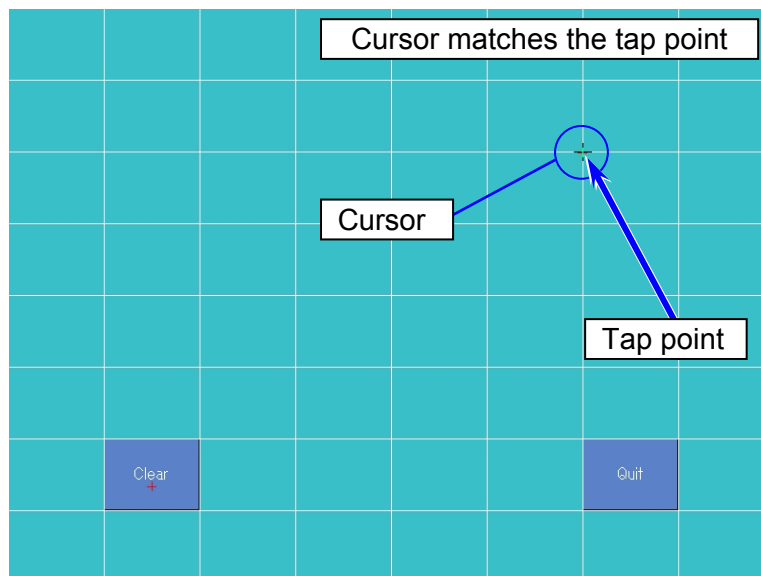 Cursor matches the tap point
Cursor
Tap point
Clear
Quit